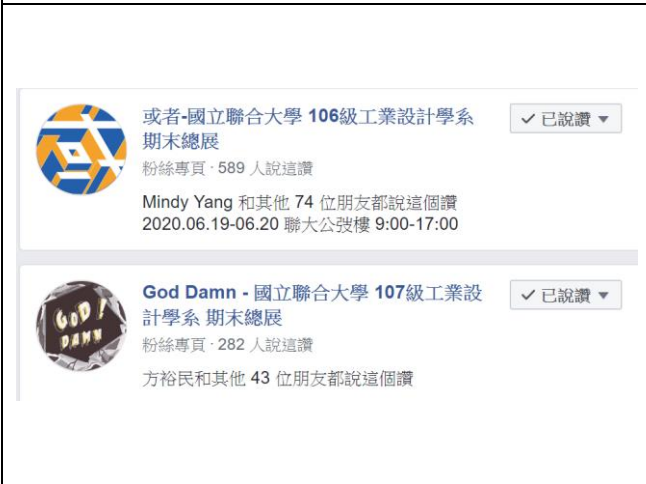 或者-國立聯合大學 106級工業設計學系
期末總展
粉絲專頁 · 589 人說這讚
✓ 已說讚 ▼
Mindy Yang 和其他 74 位朋友都說這個讚
2020.06.19-06.20 聯大公弢樓 9:00-17:00
GOD!
DAMN
God Damn - 國立聯合大學 107級工業設
計學系 期末總展
粉絲專頁 · 282 人說這讚
✓ 已說讚 ▼
方裕民和其他 43 位朋友都說這個讚